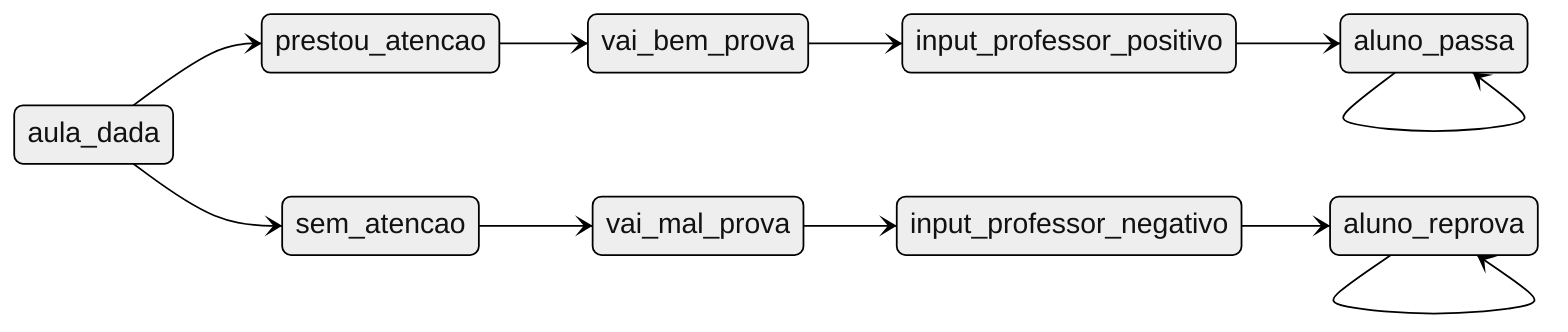 prestou_atencao
vai_bem_prova
input_professor_positivo
aluno_passa
aula_dada
sem_atencao
vai_mal_prova
input_professor_negativo
aluno_reprova